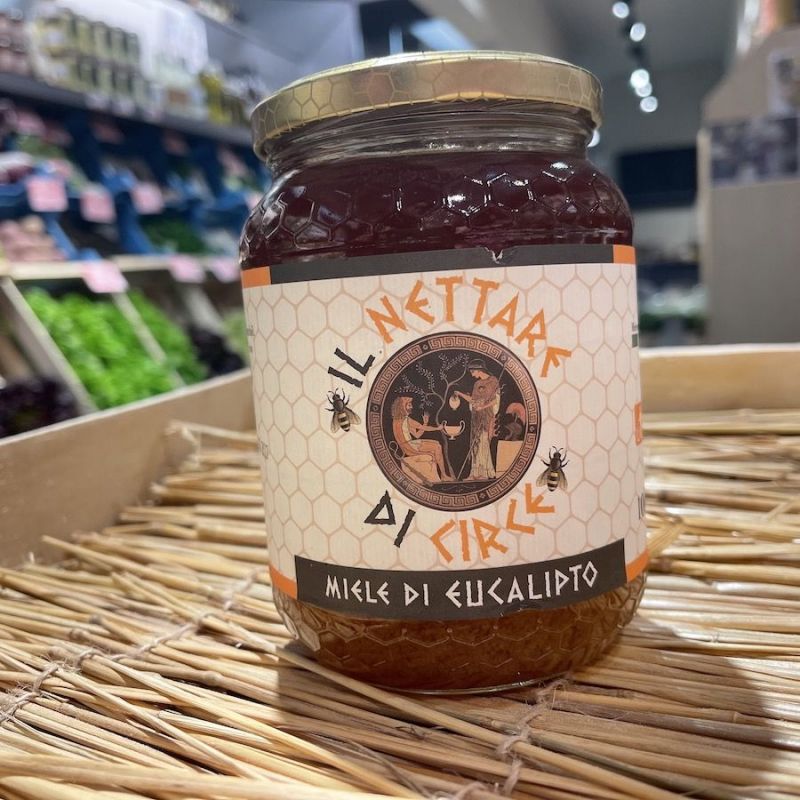 IL NETTARE
DI CIRCE
MIELE DI EUCALIPTO